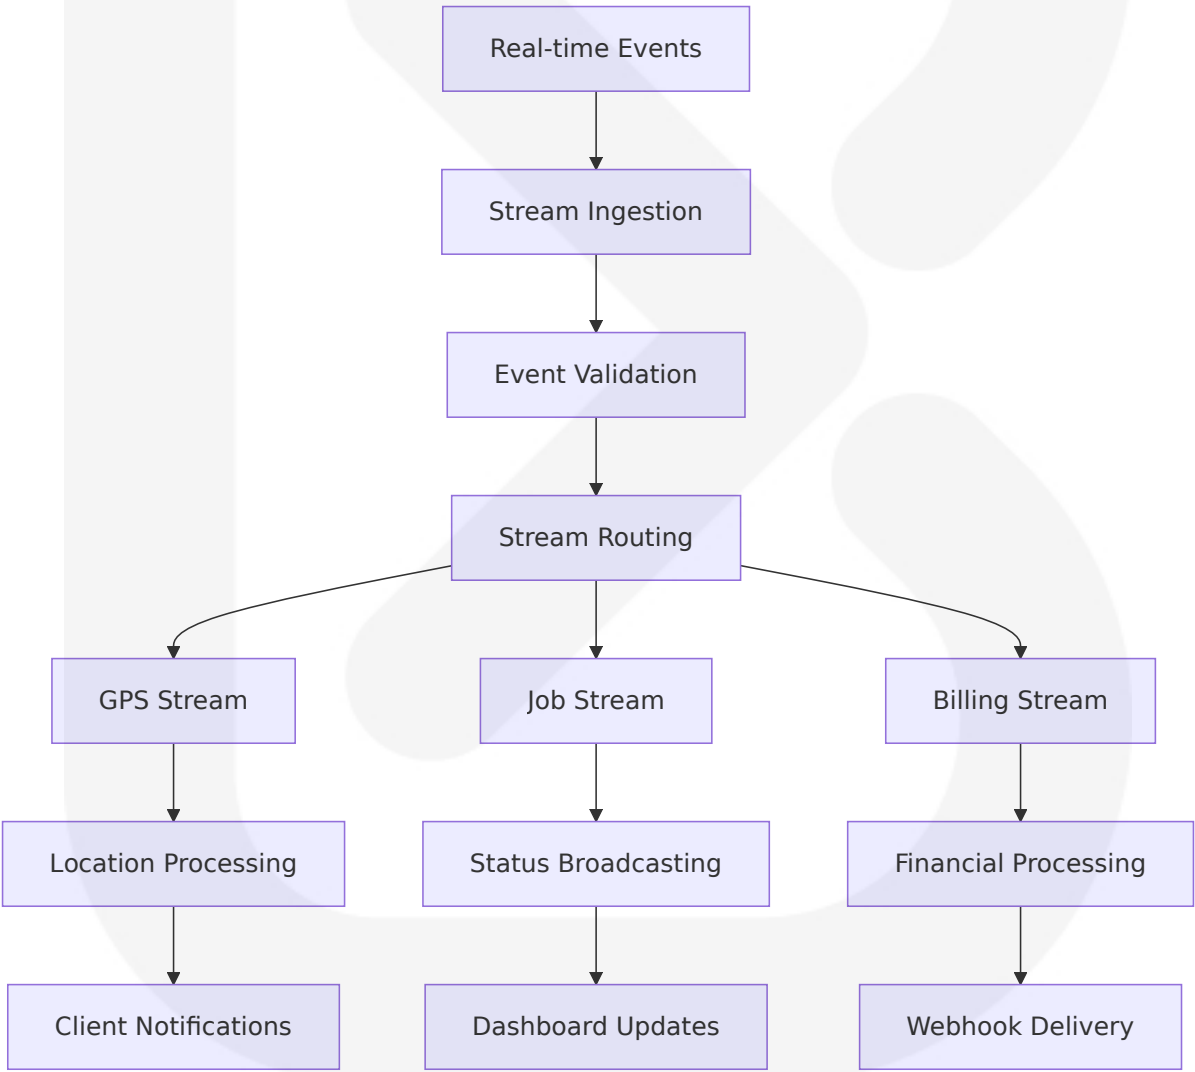 Real-time Events
Stream Ingestion
Event Validation
Stream Routing
GPS Stream
Job Stream
Billing Stream
Location Processing
Status Broadcasting
Financial Processing
Client Notifications
Dashboard Updates
Webhook Delivery